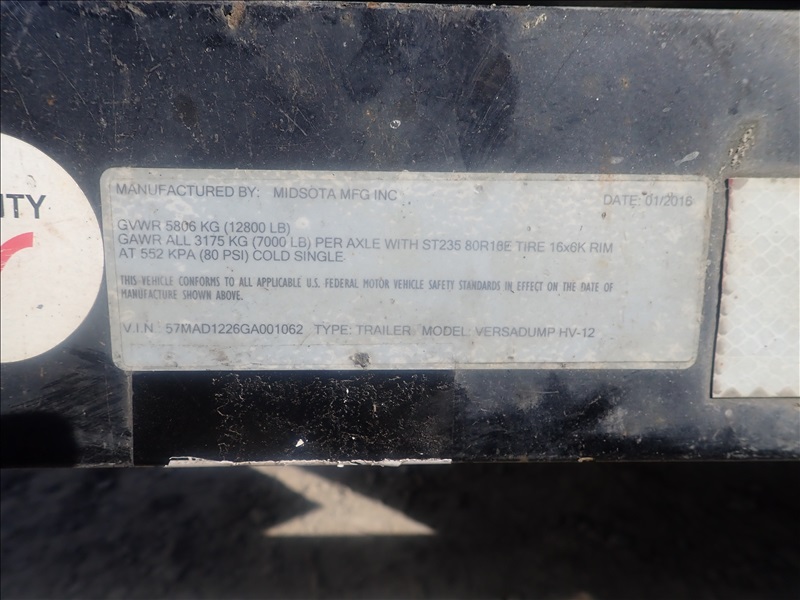 ITY
MANUFACTURED BY: MIDSOTA MFG INC DATE: 01/2016
GVWR 5806 KG (12800 LB)
GAWR ALL 3175 KG (7000 LB) PER AXLE WITH ST235 80R16E TIRE 16x6K RIM
AT 552 KPA (80 PSI) COLD SINGLE
THIS VEHICLE CONFORMS TO ALL APPLICABLE U.S. FEDERAL MOTOR VEHICLE SAFETY STANDARDS IN EFFECT ON THE DATE OF
MANUFACTURE SHOWN ABOVE.
V.I.N : 57MAD1226GA001062 TYPE: TRAILER MODEL: VERSADUMP HV-12